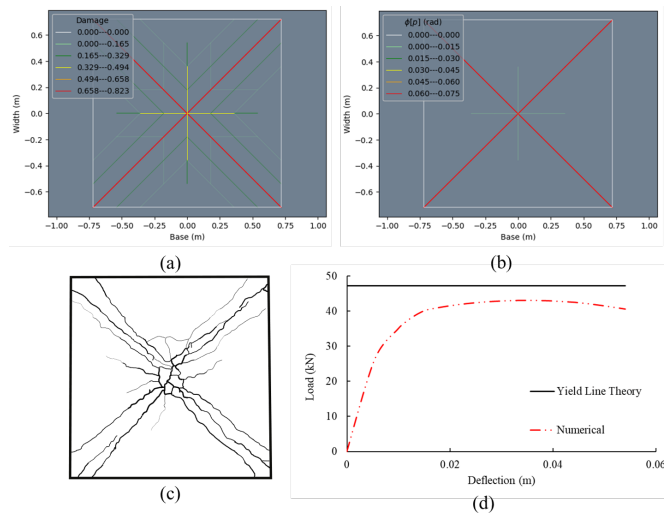 Damage
0.000---0.000
0.000---0.165
0.165---0.329
0.329---0.494
0.494---0.658
0.658---0.823
Width (m)
0.6
0.4
0.2
0.0
−0.2
−0.4
−0.6
−1.00 −0.75 −0.50 −0.25 0.00 0.25 0.50 0.75 1.00
Base (m)
(a)
ϕ[p] (rad)
0.000---0.000
0.000---0.015
0.015---0.030
0.030---0.045
0.045---0.060
0.060---0.075
Width (m)
0.6
0.4
0.2
0.0
−0.2
−0.4
−0.6
−1.00 −0.75 −0.50 −0.25 0.00 0.25 0.50 0.75 1.00
Base (m)
(b)
(c)
Load (kN)
50
40
30
20
10
0
Yield Line Theory
Numerical
0 0.02 0.04 0.06
Deflection (m)
(d)